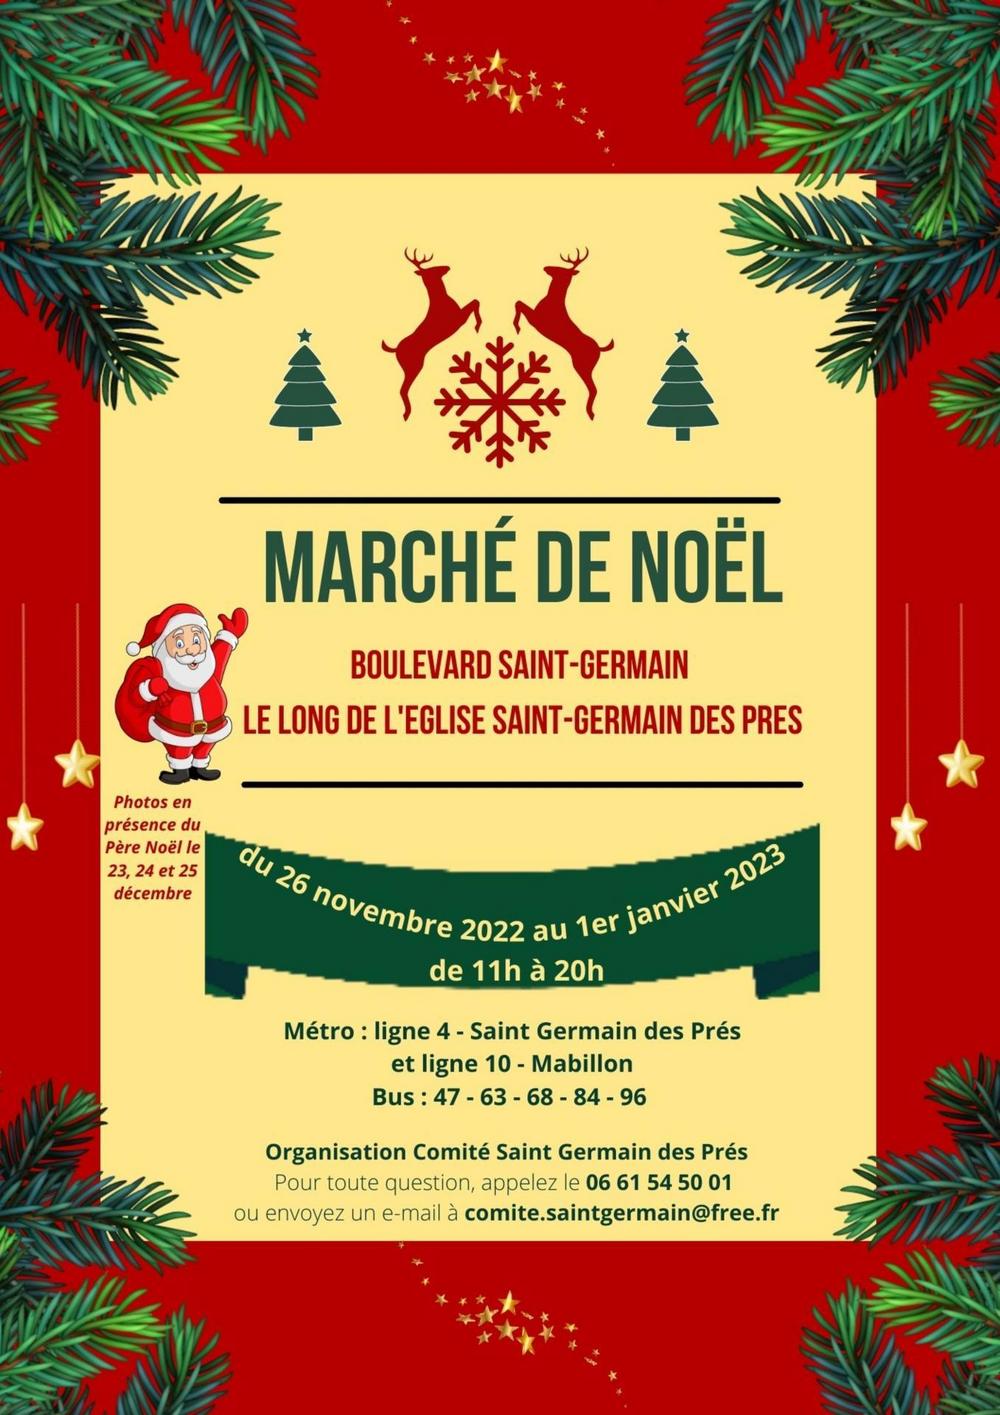 MARCHÉ DE NOËL
BOULEVARD SAINT-GERMAIN
LE LONG DE L'EGLISE SAINT-GERMAIN DES PRES
Photos en
présence du
Père Noël le
23, 24 et 25
décembre
du 26 novembre 2022 au 1er janvier 2023
de 11h à 20h
Métro : ligne 4 - Saint Germain des Prés
et ligne 10 - Mabillon
Bus : 47 - 63 - 68 - 84 - 96
Organisation Comité Saint Germain des Prés
Pour toute question, appelez le 06 61 54 50 01
ou envoyez un e-mail à comite.saintgermain@free.fr